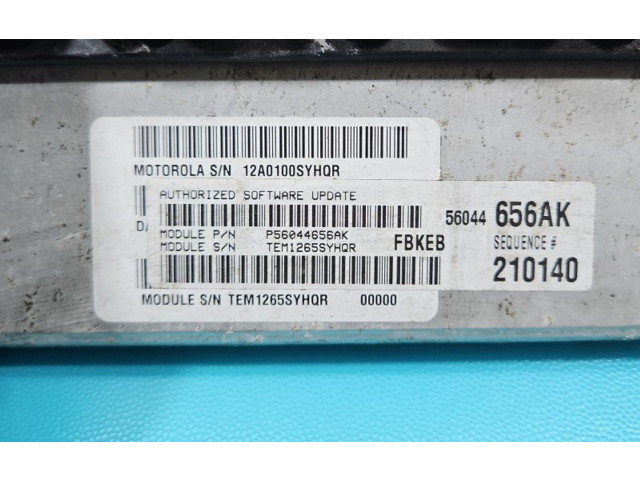 MOTOROLA S/N 12A0100SYHQR
AUTHORIZED SOFTWARE UPDATE
56044 656AK
MODULE P/N P56044656AK
MODULE S/N TEM1265SYHQR
FBKEB
SEQUENCE #
210140
MODULE S/N TEM1265SYHQR 00000